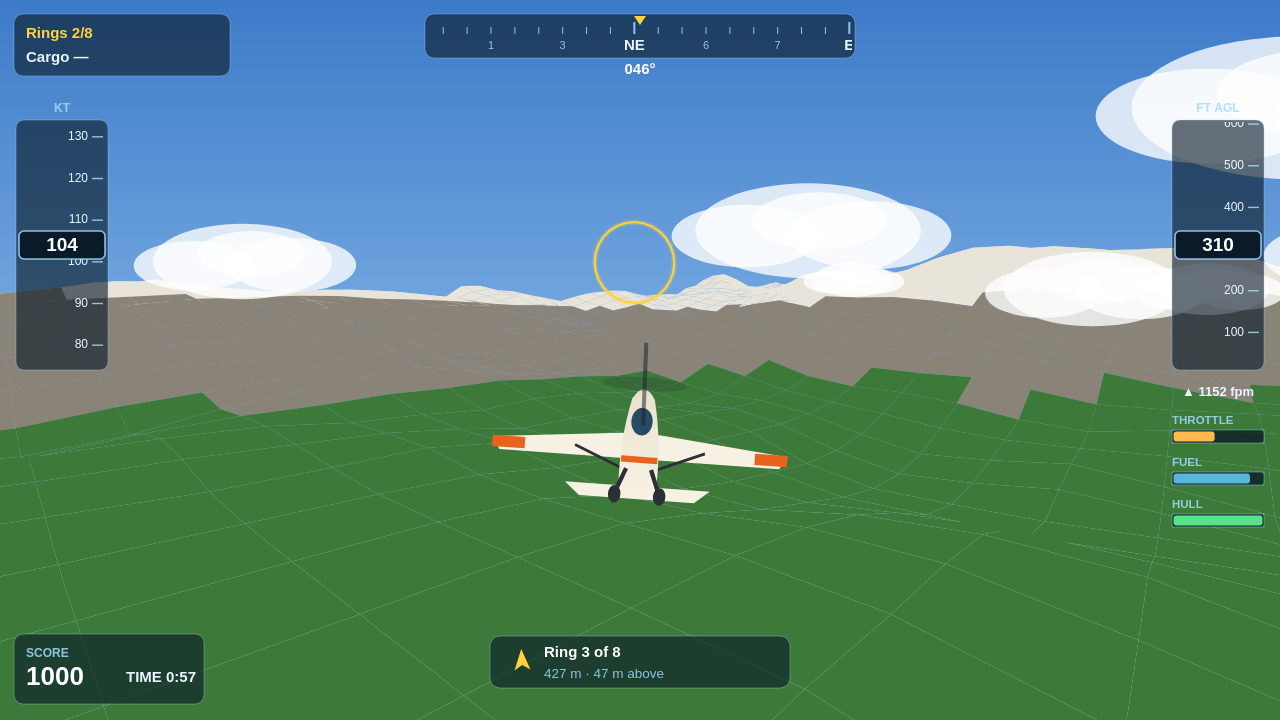 Rings 2/8
Cargo —
1
3
NE
6
7
E
046°
KT
130
120
110
104
100
90
80
FT AGL
600
500
400
310
200
100
▲ 1152 fpm
THROTTLE
FUEL
HULL
SCORE
1000
TIME 0:57
Ring 3 of 8
427 m · 47 m above